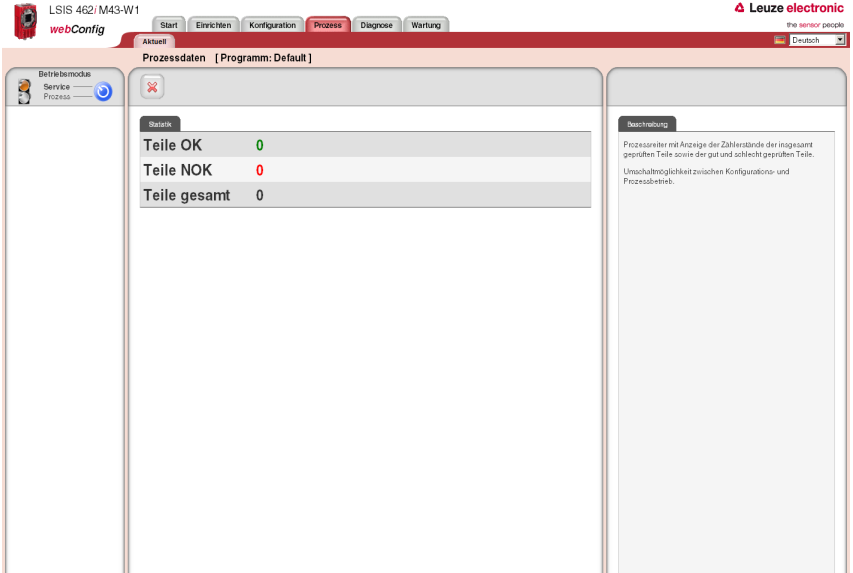 LSIS 462i M43-W1
webConfig
Leuze electronic
the sensor people
Start Einrichten Konfiguration Prozess Diagnose Wartung
Aktuell
Deutsch
Prozessdaten [ Programm: Default ]
Betriebsmodus
Service
Prozess
Statistik
Teile OK 0
Teile NOK 0
Teile gesamt 0
Beschreibung
Prozessreiter mit Anzeige der Zählerstände der insgesamt
geprüften Teile sowie der gut und schlecht geprüften Teile.
Umschaltmöglichkeit zwischen Konfigurations- und
Prozessbetrieb.